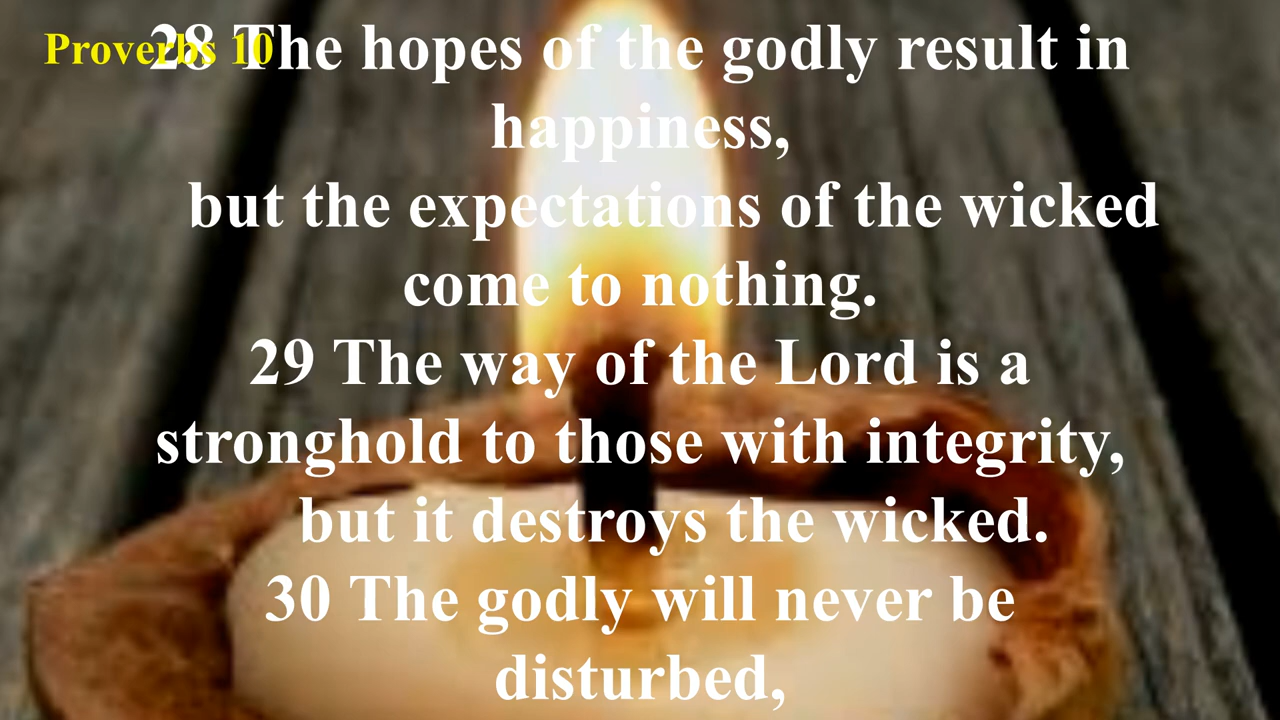 Proverbs 10
28 The hopes of the godly result in
happiness,
but the expectations of the wicked
come to nothing.
29 The way of the Lord is a
stronghold to those with integrity,
but it destroys the wicked.
30 The godly will never be
disturbed,